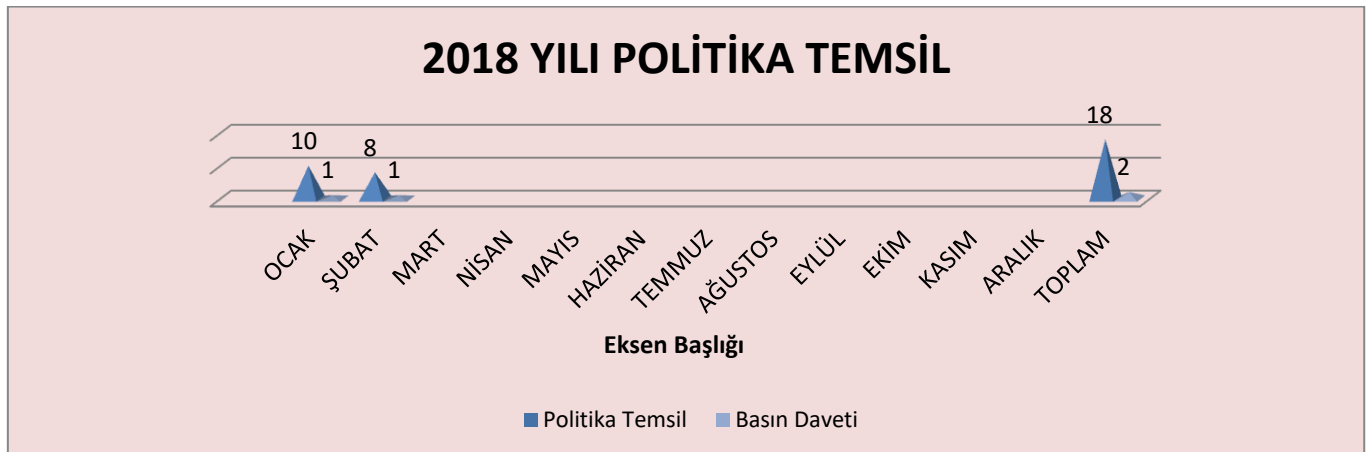 2018 YILI POLİTİKA TEMSİL
10
1
8
1
18
2
OCAK
ŞUBAT
MART
NİSAN
MAYIS
HAZİRAN
TEMMUZ
AĞUSTOS
EYLÜL
EKİM
KASIM
ARALIK
TOPLAM
Eksen Başlığı
Politika Temsil Basın Daveti